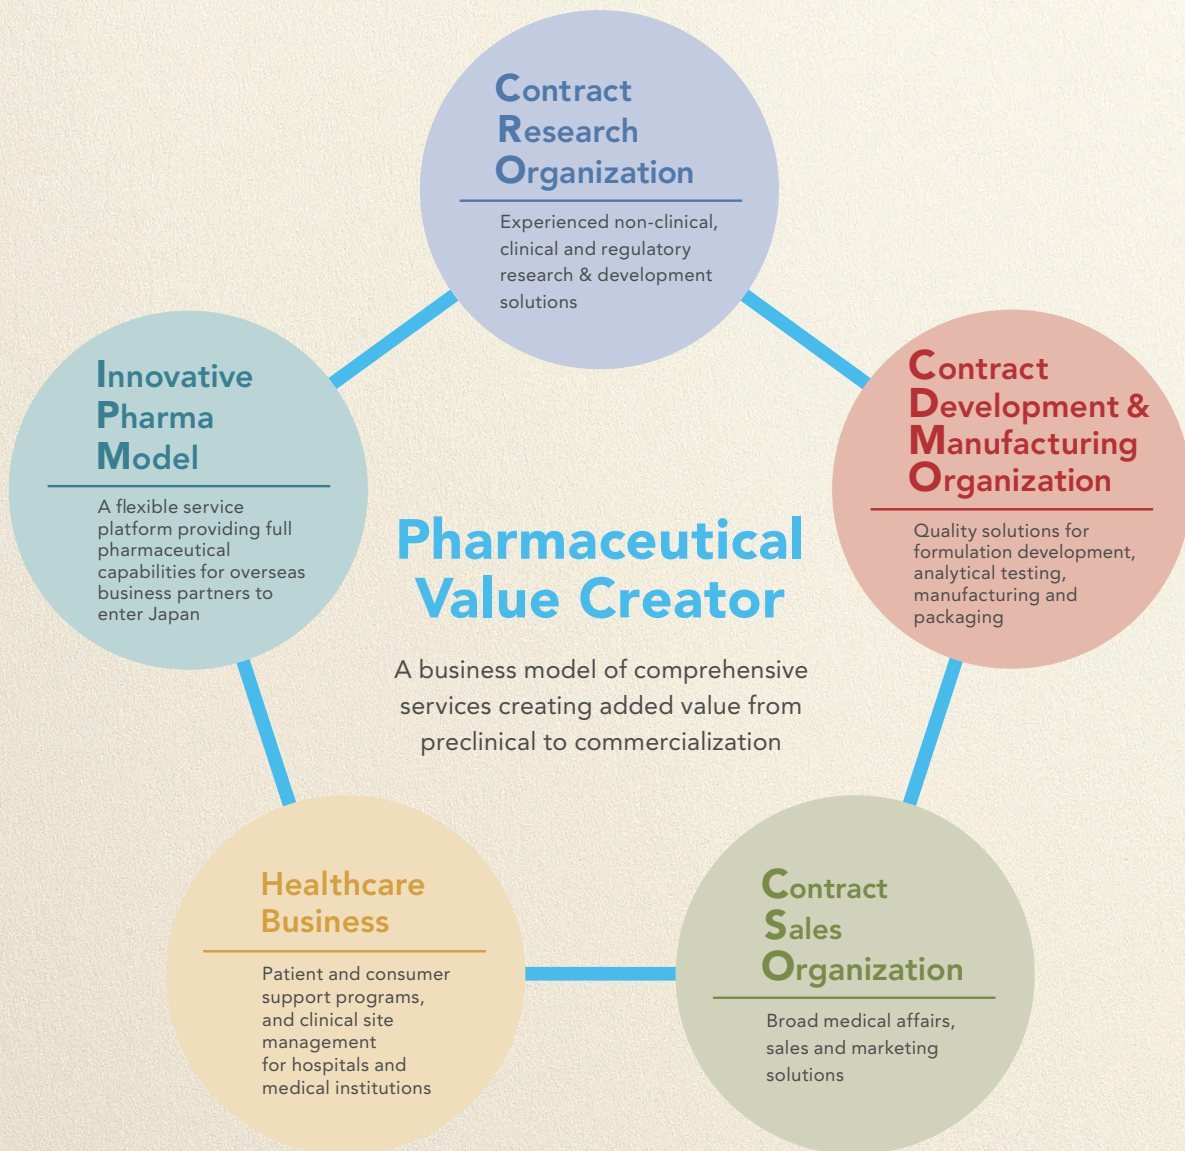 Contract
Research
Organization
Experienced non-clinical,
clinical and regulatory
research & development
solutions
Innovative
Pharma
Model
A flexible service
platform providing full
pharmaceutical
capabilities for overseas
business partners to
enter Japan
Contract
Development &
Manufacturing
Organization
Quality solutions for
formulation development,
analytical testing,
manufacturing and
packaging
Pharmaceutical
Value Creator
A business model of comprehensive
services creating added value from
preclinical to commercialization
Healthcare
Business
Patient and consumer
support programs,
and clinical site
management
for hospitals and
medical institutions
Contract
Sales
Organization
Broad medical affairs,
sales and marketing
solutions